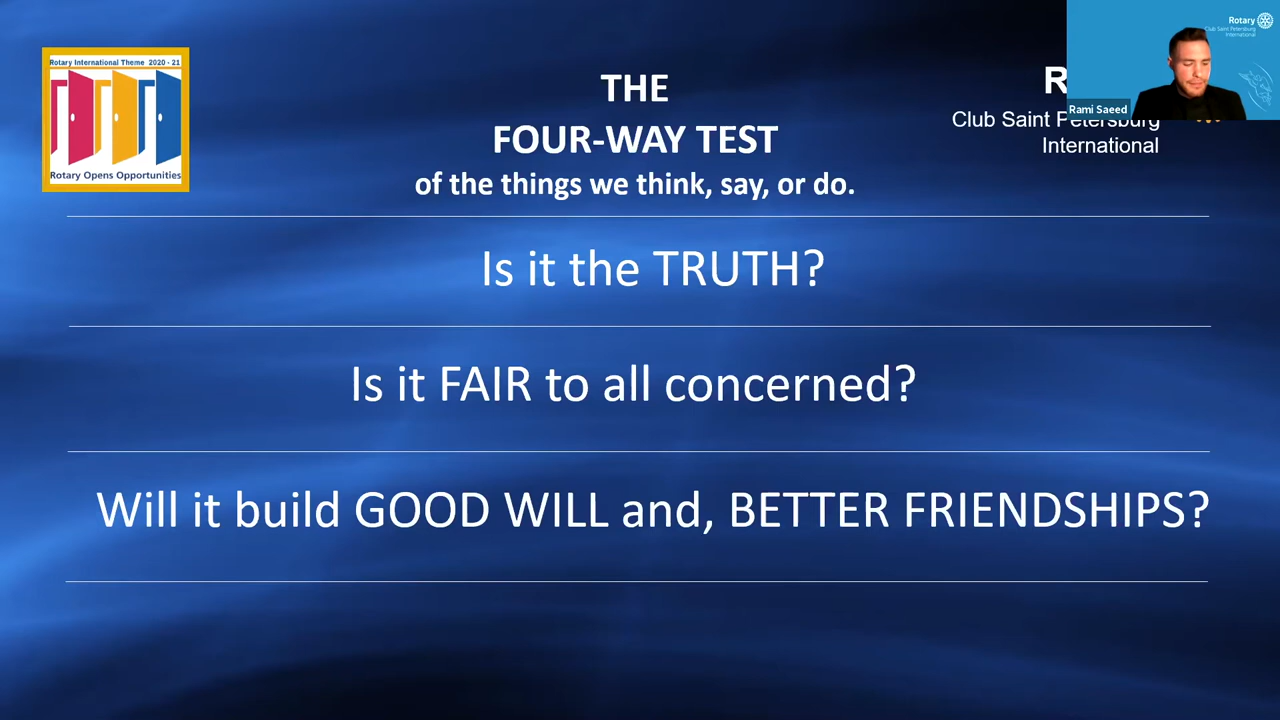 Rotary International Theme 2020 - 21
Rotary Opens Opportunities
THE
FOUR-WAY TEST
of the things we think, say, or do.
R
Club Saint Petersburg
International
Rotary
Club Saint Petersburg
International
Rami Saeed
Is it the TRUTH?
Is it FAIR to all concerned?
Will it build GOOD WILL and, BETTER FRIENDSHIPS?